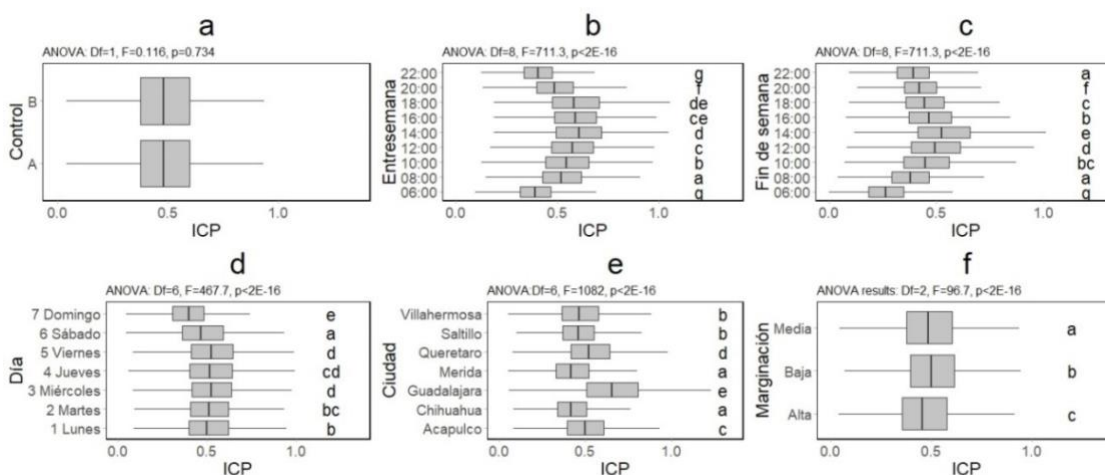 a
ANOVA: Df=1, F=0.116, p=0.734
Control
B
A
0.0 0.5 1.0
ICP
b
ANOVA: Df=8, F=711.3, p<2E-16
Entresemana
22:00 g
20:00 f
18:00 de
16:00 ce
14:00 d
12:00 c
10:00 b
08:00 a
06:00 g
0.0 0.5 1.0
ICP
c
ANOVA: Df=8, F=711.3, p<2E-16
Fin de semana
22:00 a
20:00 f
18:00 c
16:00 b
14:00 e
12:00 d
10:00 bc
08:00 a
06:00 g
0.0 0.5 1.0
ICP
d
ANOVA: Df=6, F=467.7, p<2E-16
Día
7 Domingo e
6 Sábado a
5 Viernes d
4 Jueves cd
3 Miércoles d
2 Martes bc
1 Lunes b
0.0 0.5 1.0
ICP
e
ANOVA:Df=6, F=1082, p<2E-16
Ciudad
Villahermosa b
Saltillo b
Queretaro d
Merida a
Guadalajara e
Chihuahua a
Acapulco c
0.0 0.5 1.0
ICP
f
ANOVA results: Df=2, F=96.7, p<2E-16
Marginación
Media a
Baja b
Alta c
0.0 0.5 1.0
ICP